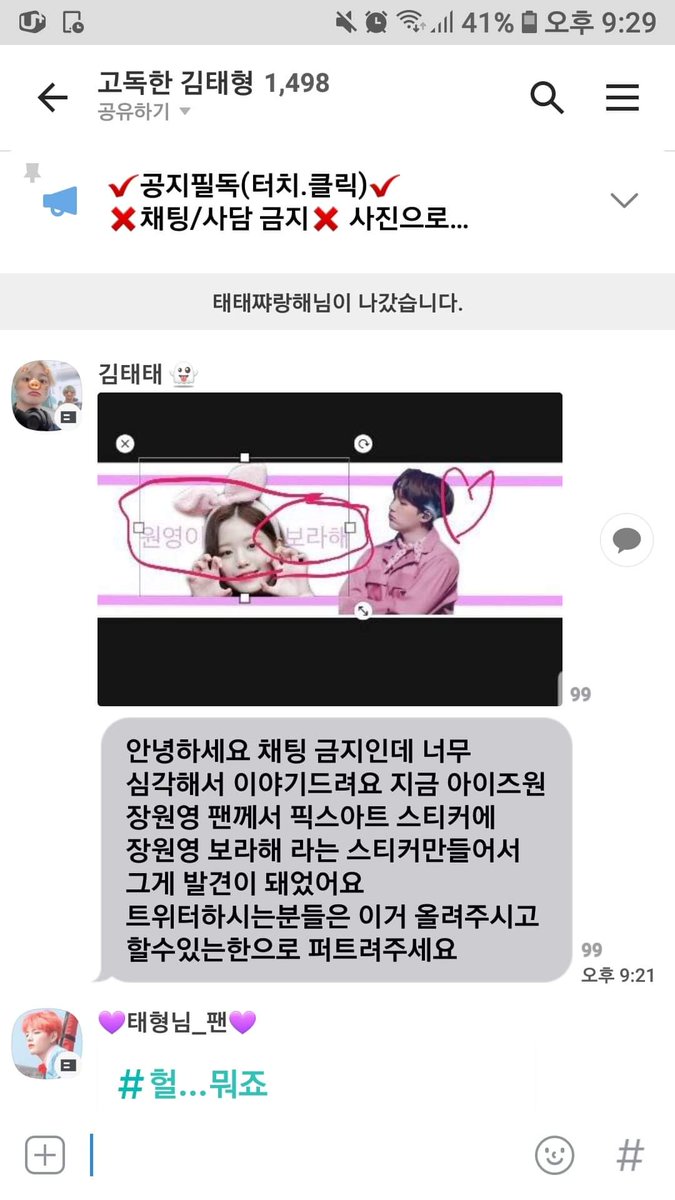 41% 오후 9:29
고독한 김태형 1,498
공유하기
✔공지필독(터치.클릭)✔
❌채팅/사담 금지❌ 사진으로...
태태쨔랑해님이 나갔습니다.
김태태 👻
원영이 보라해
99
안녕하세요 채팅 금지인데 너무
심각해서 이야기드려요 지금 아이즈원
장원영 팬께서 픽스아트 스티커에
장원영 보라해 라는 스티커만들어서
그게 발견이 돼었어요
트위터하시는분들은 이거 올려주시고
할수있는한으로 퍼트려주세요
99
오후 9:21
💜태형님_팬💜
#헐...뭐죠
#